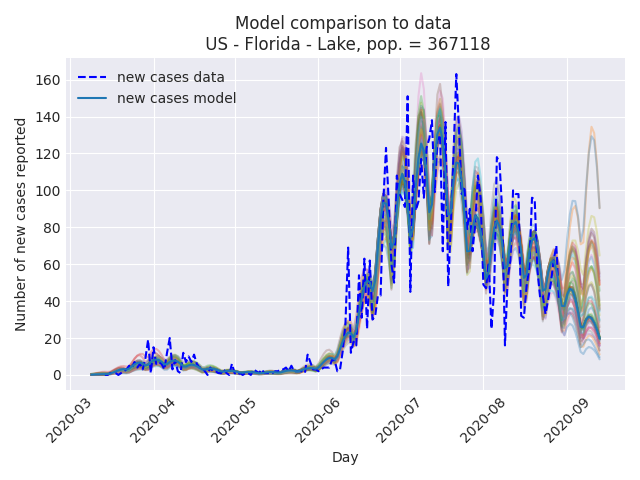 Model comparison to data
US - Florida - Lake, pop. = 367118
new cases data
new cases model
Number of new cases reported
160
140
120
100
80
60
40
20
0
2020-03
2020-04
2020-05
2020-06
2020-07
2020-08
2020-09
Day